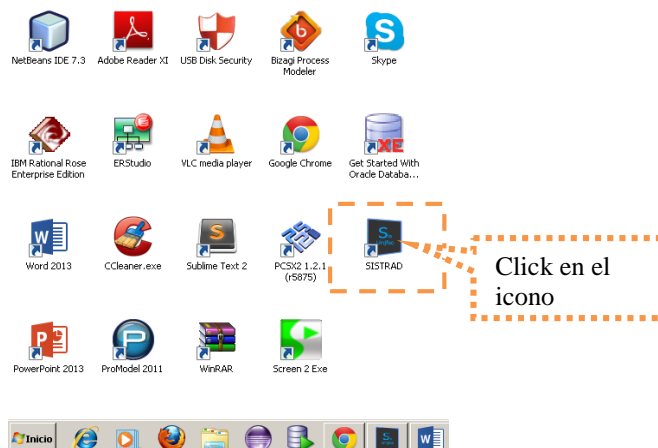 NetBeans IDE 7.3
Adobe Reader XI
USB Disk Security
Bizagi Process
Modeler
Skype
IBM Rational Rose
Enterprise Edition
ERStudio
VLC media player
Google Chrome
Get Started With
Oracle Databa...
XE
Word 2013
CCleaner.exe
Sublime Text 2
PCSX2 1.2.1
(r5875)
SISTRAD
Click en el
icono
PowerPoint 2013
ProModel 2011
WinRAR
Screen 2 Exe
Inicio